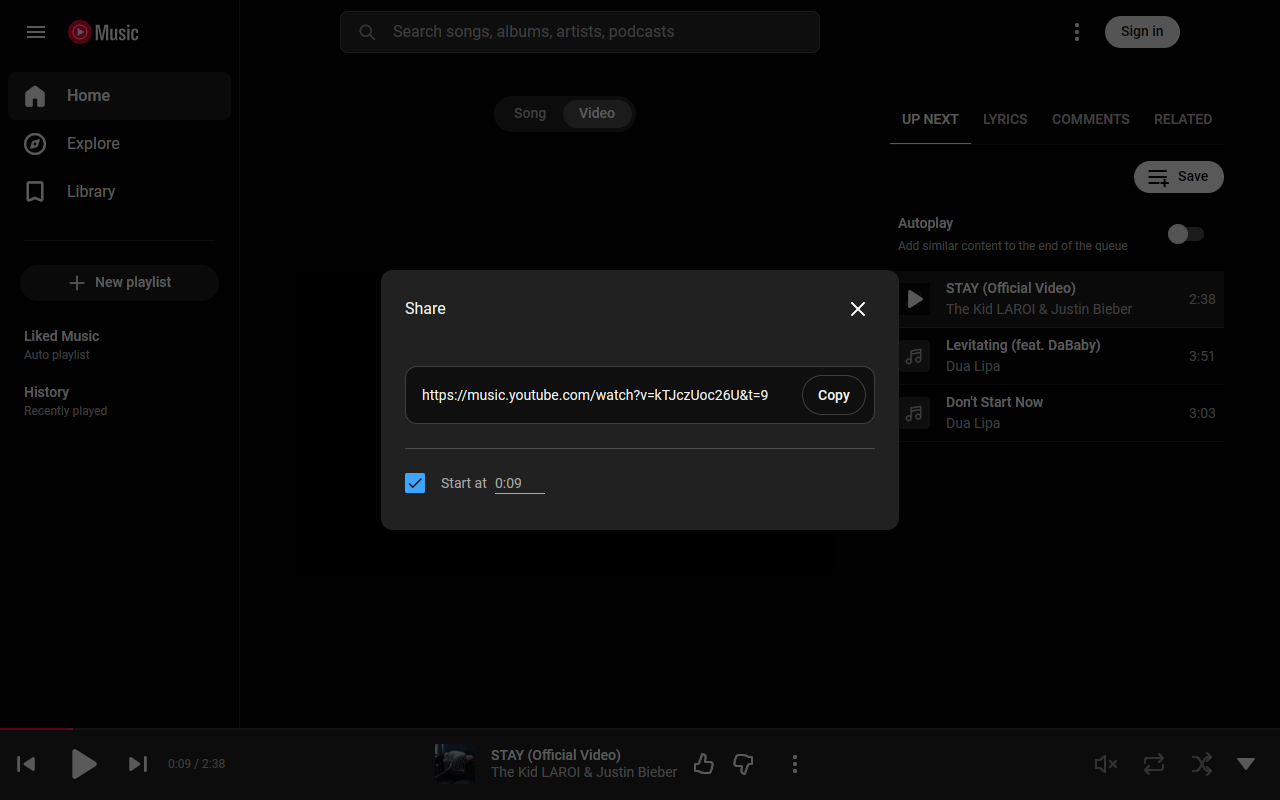 Music
Search songs, albums, artists, podcasts
Sign in
Home
Explore
Library
New playlist
Liked Music
Auto playlist
History
Recently played
Song
Video
UP NEXT
LYRICS
COMMENTS
RELATED
Save
Autoplay
Add similar content to the end of the queue
STAY (Official Video)
The Kid LAROI & Justin Bieber
2:38
Levitating (feat. DaBaby)
Dua Lipa
3:51
Don't Start Now
Dua Lipa
3:03
Share
https://music.youtube.com/watch?v=kTJczUoc26U&t=9
Copy
Start at 0:09
0:09 / 2:38
STAY (Official Video)
The Kid LAROI & Justin Bieber